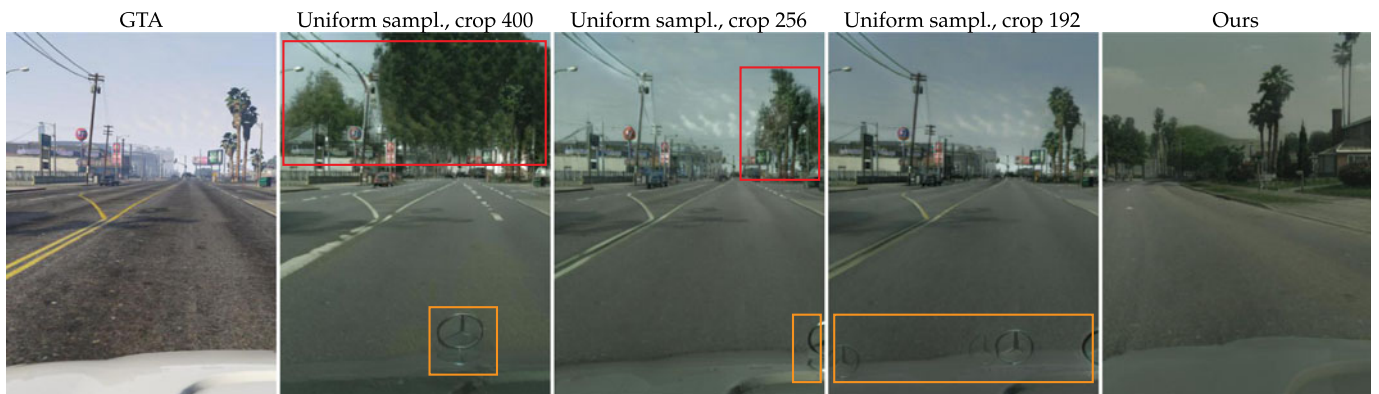 GTA
Uniform sampl., crop 400
Uniform sampl., crop 256
Uniform sampl., crop 192
Ours